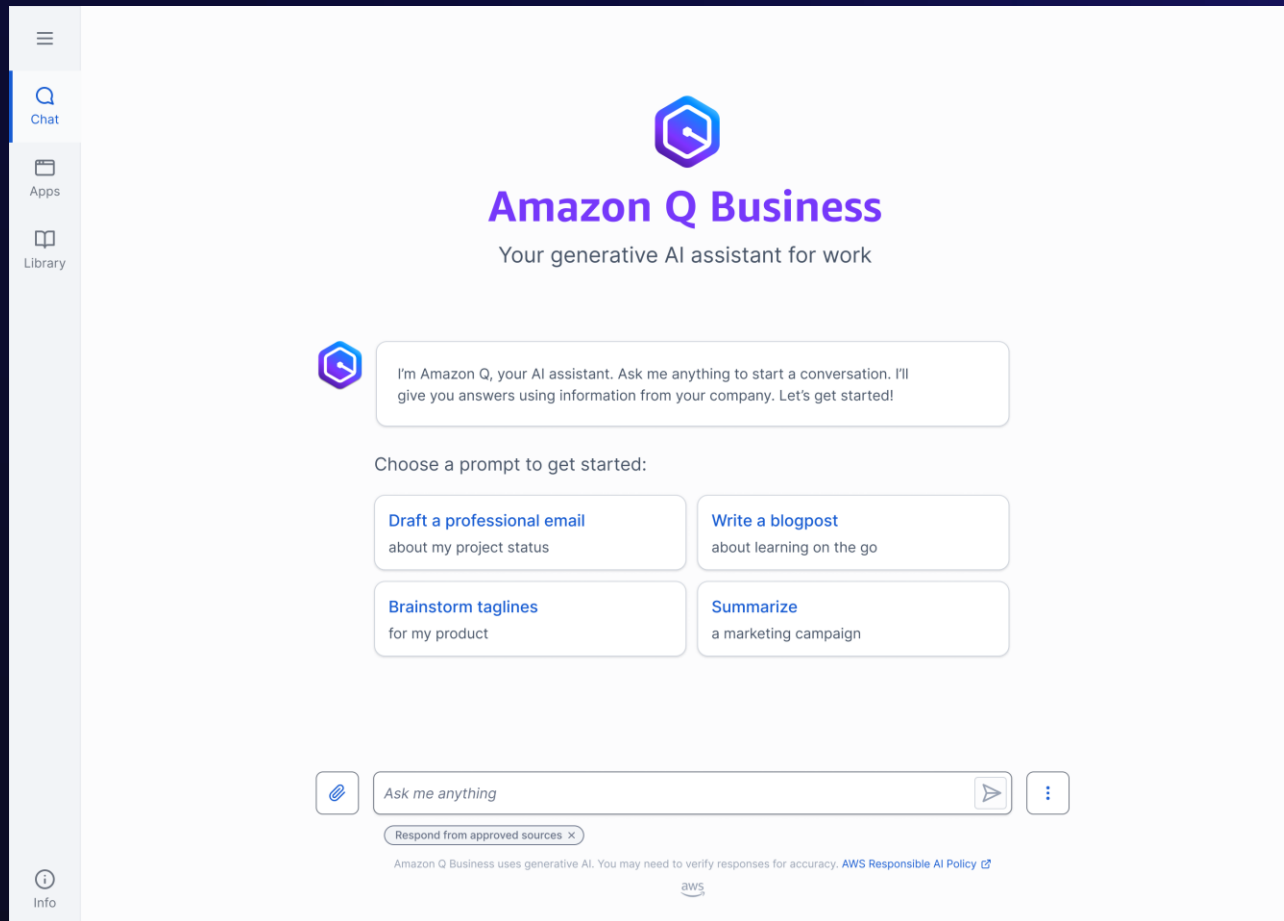 Chat
Apps
Library
Amazon Q Business
Your generative AI assistant for work
I'm Amazon Q, your AI assistant. Ask me anything to start a conversation. I'll
give you answers using information from your company. Let's get started!
Choose a prompt to get started:
Draft a professional email
about my project status
Write a blogpost
about learning on the go
Brainstorm taglines
for my product
Summarize
a marketing campaign
Ask me anything
Respond from approved sources ×
Amazon Q Business uses generative AI. You may need to verify responses for accuracy. AWS Responsible AI Policy
aws
Info